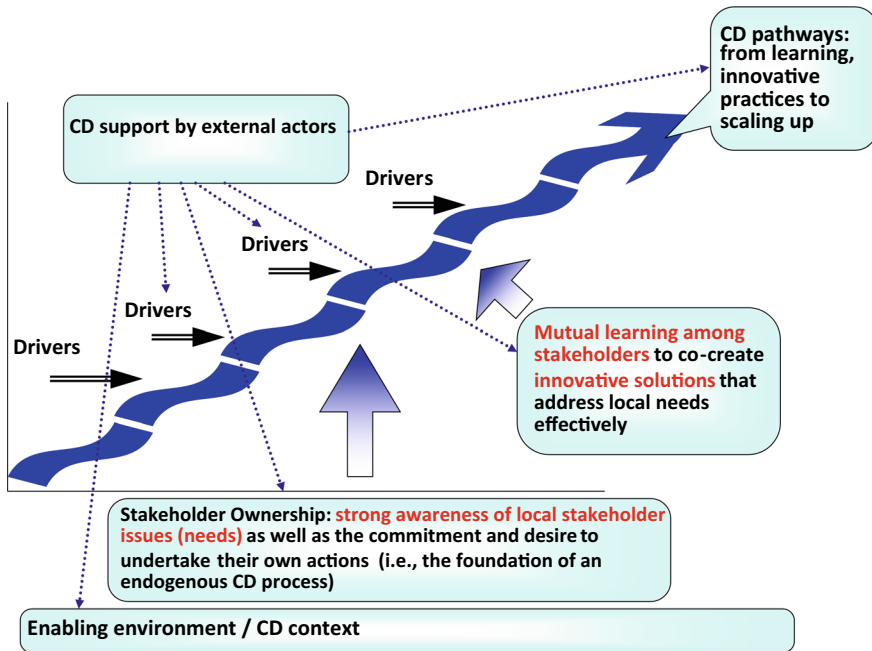 CD pathways:
from learning,
innovative
practices to
scaling up
CD support by external actors
Drivers
Drivers
Drivers
Drivers
Mutual learning among
stakeholders to co-create
innovative solutions that
address local needs
effectively
Stakeholder Ownership: strong awareness of local stakeholder
issues (needs) as well as the commitment and desire to
undertake their own actions (i.e., the foundation of an
endogenous CD process)
Enabling environment / CD context